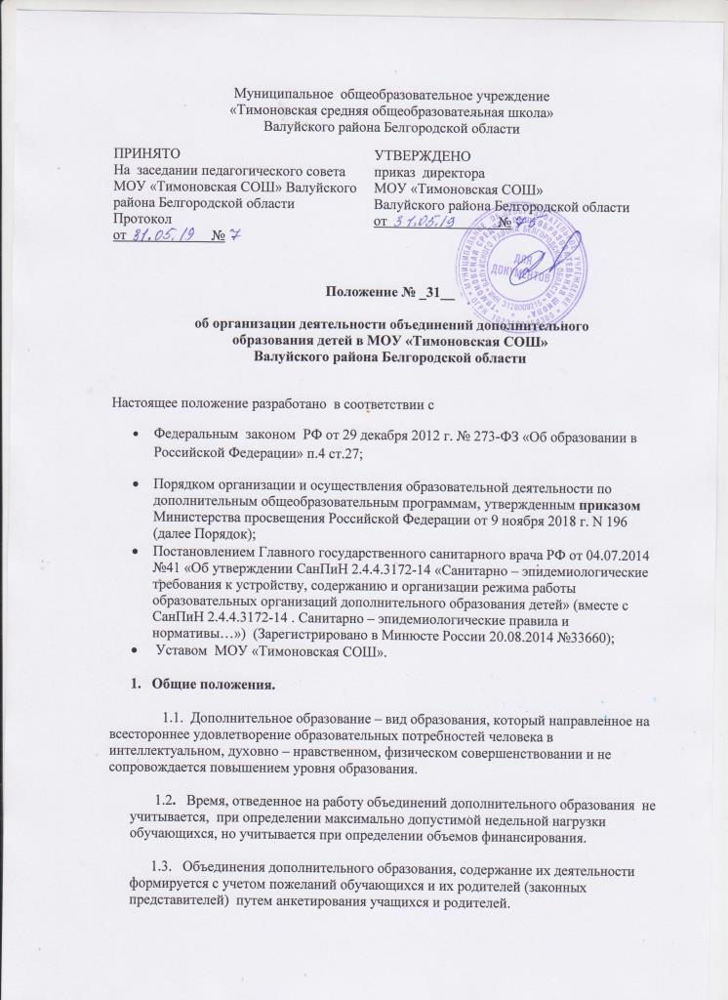 Муниципальное общеобразовательное учреждение
«Тимоновская средняя общеобразовательная школа»
Валуйского района Белгородской области
ПРИНЯТО
На заседании педагогического совета
МОУ «Тимоновская СОШ» Валуйского
района Белгородской области
Протокол
от 31.05.19 № 7
УТВЕРЖДЕНО
приказ директора
МОУ «Тимоновская СОШ»
Валуйского района Белгородской области
от 31.05.19 №
ДЛЯ
ДОКУМЕНТОВ
Положение № _31__
об организации деятельности объединений дополнительного
образования детей в МОУ «Тимоновская СОШ»
Валуйского района Белгородской области
Настоящее положение разработано в соответствии с
• Федеральным законом РФ от 29 декабря 2012 г. № 273-ФЗ «Об образовании в
Российской Федерации» п.4 ст.27;
• Порядком организации и осуществления образовательной деятельности по
дополнительным общеобразовательным программам, утвержденным приказом
Министерства просвещения Российской Федерации от 9 ноября 2018 г. N 196
(далее Порядок);
• Постановлением Главного государственного санитарного врача РФ от 04.07.2014
№41 «Об утверждении СанПиН 2.4.4.3172-14 «Санитарно – эпидемиологические
требования к устройству, содержанию и организации режима работы
образовательных организаций дополнительного образования детей» (вместе с
СанПиН 2.4.4.3172-14 . Санитарно – эпидемиологические правила и
нормативы…») (Зарегистрировано в Минюсте России 20.08.2014 №33660);
• Уставом МОУ «Тимоновская СОШ».
1. Общие положения.
1.1. Дополнительное образование – вид образования, который направленное на
всестороннее удовлетворение образовательных потребностей человека в
интеллектуальном, духовно – нравственном, физическом совершенствовании и не
сопровождается повышением уровня образования.
1.2. Время, отведенное на работу объединений дополнительного образования не
учитывается, при определении максимально допустимой недельной нагрузки
обучающихся, но учитывается при определении объемов финансирования.
1.3. Объединения дополнительного образования, содержание их деятельности
формируется с учетом пожеланий обучающихся и их родителей (законных
представителей) путем анкетирования учащихся и родителей.